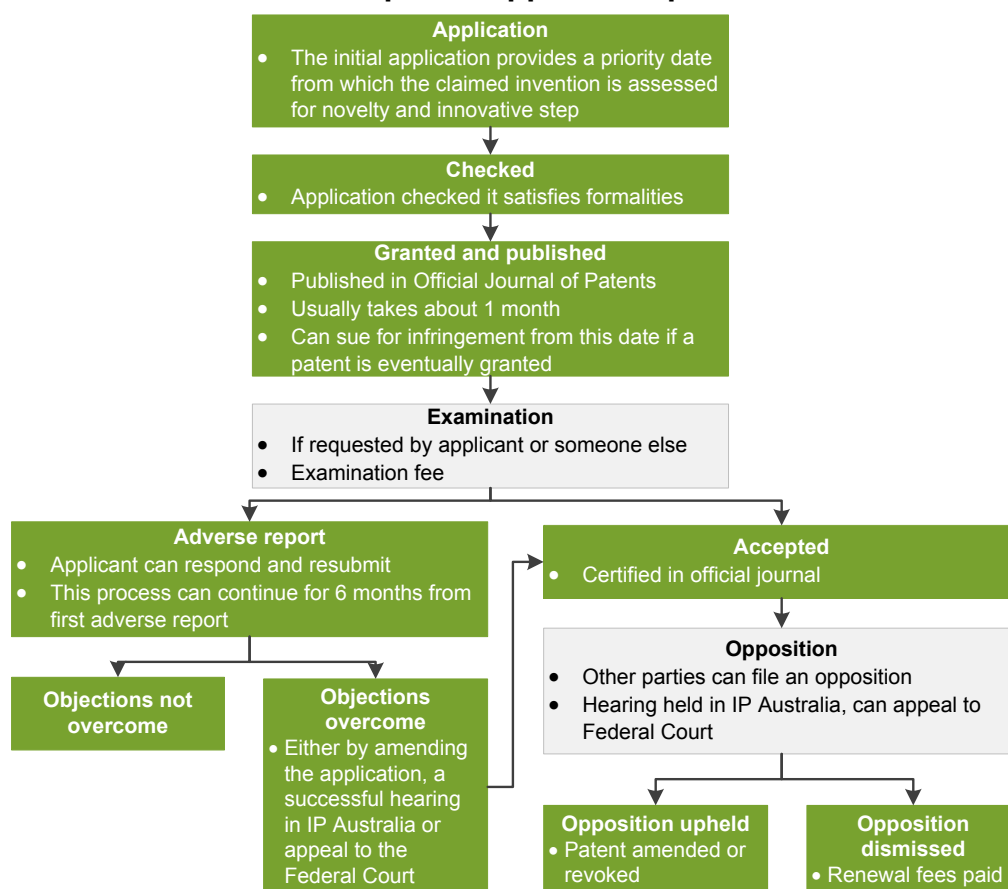 Application
• The initial application provides a priority date
from which the claimed invention is assessed
for novelty and innovative step
Checked
• Application checked it satisfies formalities
Granted and published
• Published in Official Journal of Patents
• Usually takes about 1 month
• Can sue for infringement from this date if a
patent is eventually granted
Examination
• If requested by applicant or someone else
• Examination fee
Adverse report
• Applicant can respond and resubmit
• This process can continue for 6 months from
first adverse report
Accepted
• Certified in official journal
Objections not
overcome
Objections
overcome
• Either by amending
the application, a
successful hearing
in IP Australia or
appeal to the
Federal Court
Opposition
• Other parties can file an opposition
• Hearing held in IP Australia, can appeal to
Federal Court
Opposition upheld
• Patent amended or
revoked
Opposition
dismissed
• Renewal fees paid